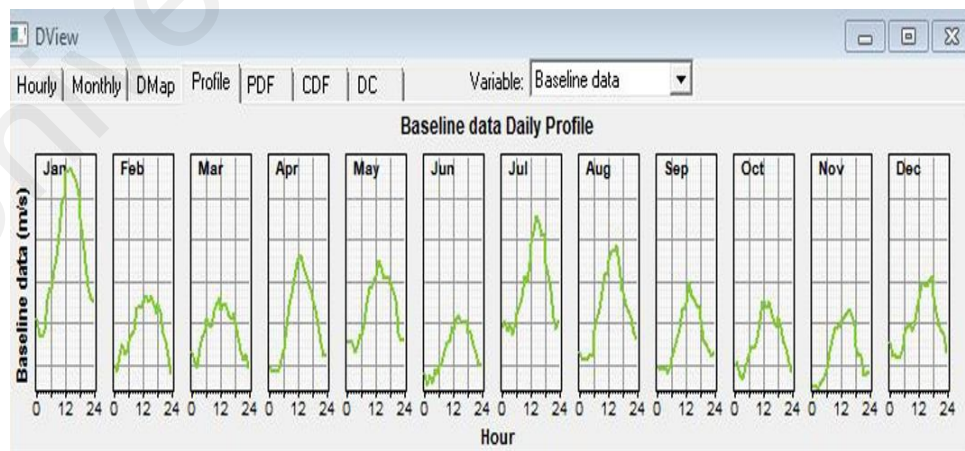 DView
Hourly Monthly DMap Profile PDF CDF DC Variable: Baseline data
Baseline data Daily Profile
Jan Feb Mar Apr May Jun Jul Aug Sep Oct Nov Dec
Baseline data (m/s)
0 12 24 0 12 24 0 12 24 0 12 24 0 12 24 0 12 24 0 12 24 0 12 24 0 12 24 0 12 24 0 12 24 0 12 24
Hour